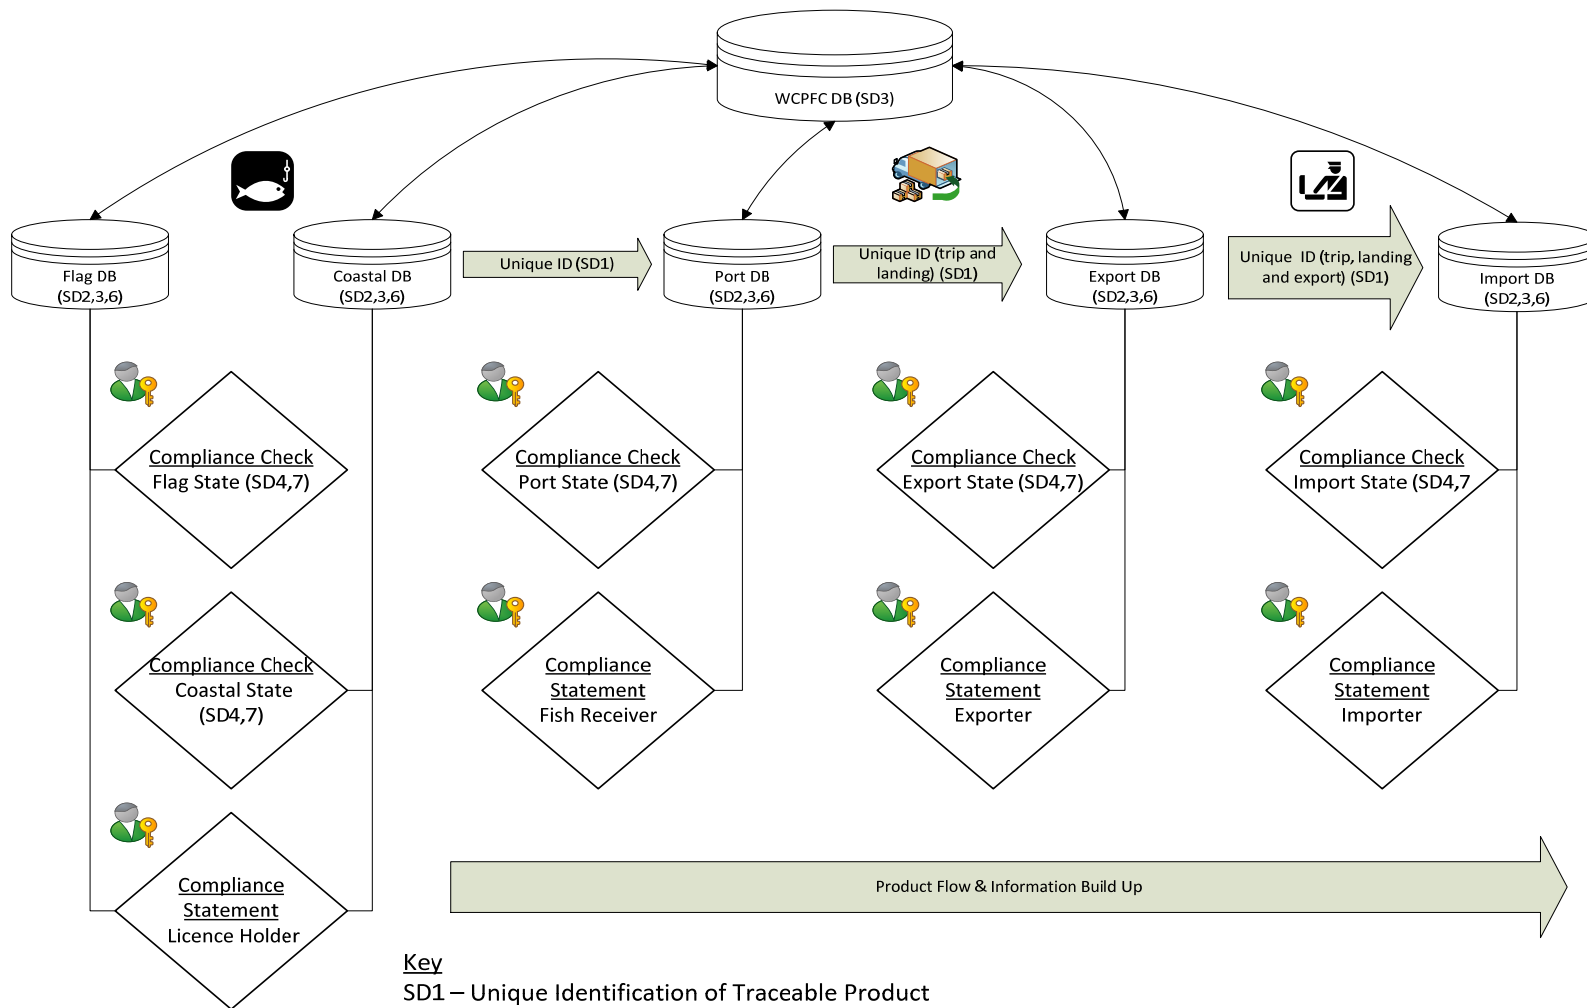 WCPFC DB (SD3)
Flag DB
(SD2,3,6)
Coastal DB
(SD2,3,6)
Unique ID (SD1)
Port DB
(SD2,3,6)
Unique ID (trip and
landing) (SD1)
Export DB
(SD2,3,6)
Unique ID (trip, landing
and export) (SD1)
Import DB
(SD2,3,6)
Compliance Check
Flag State (SD4,7)
Compliance Check
Port State (SD4,7)
Compliance Check
Export State (SD4,7)
Compliance Check
Import State (SD4,7
Compliance Check
Coastal State
(SD4,7)
Compliance
Statement
Fish Receiver
Compliance
Statement
Exporter
Compliance
Statement
Importer
Compliance
Statement
Licence Holder
Product Flow & Information Build Up
Key
SD1 – Unique Identification of Traceable Product